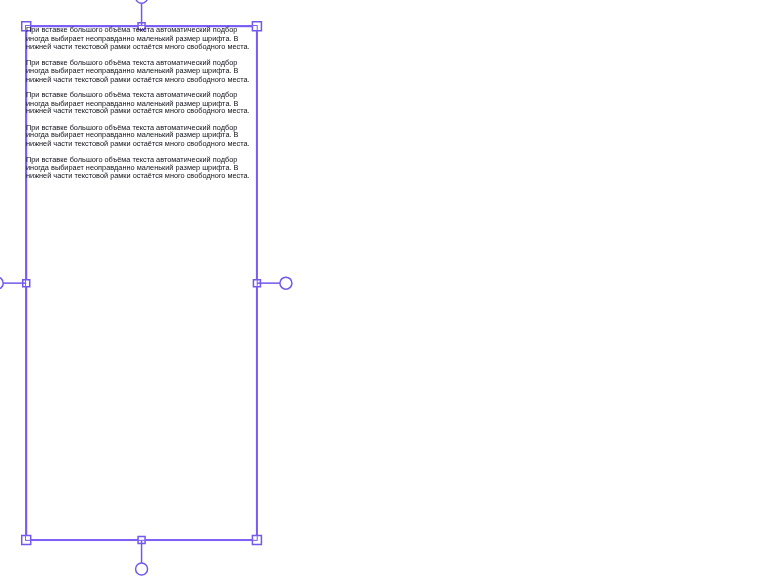 При вставке большого объёма текста автоматический подбор
иногда выбирает неоправданно маленький размер шрифта. В
нижней части текстовой рамки остаётся много свободного места.
При вставке большого объёма текста автоматический подбор
иногда выбирает неоправданно маленький размер шрифта. В
нижней части текстовой рамки остаётся много свободного места.
При вставке большого объёма текста автоматический подбор
иногда выбирает неоправданно маленький размер шрифта. В
нижней части текстовой рамки остаётся много свободного места.
При вставке большого объёма текста автоматический подбор
иногда выбирает неоправданно маленький размер шрифта. В
нижней части текстовой рамки остаётся много свободного места.
При вставке большого объёма текста автоматический подбор
иногда выбирает неоправданно маленький размер шрифта. В
нижней части текстовой рамки остаётся много свободного места.